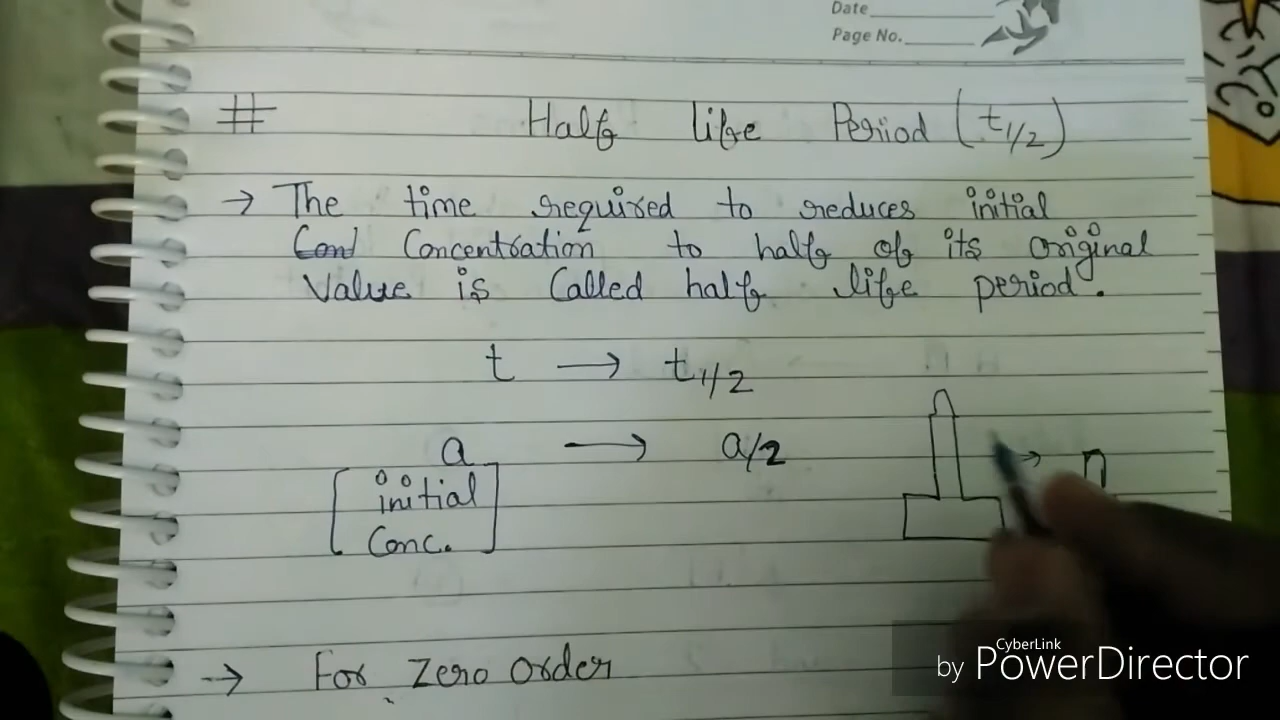 Date
Page No.
# Half life Period (t1/2)
→ The time required to reduces initial
Con Concentration to half of its original
Value is Called half life period.
t → t1/2
a → a/2
[initial
Conc.]
→ For Zero Order
CyberLink
by PowerDirector